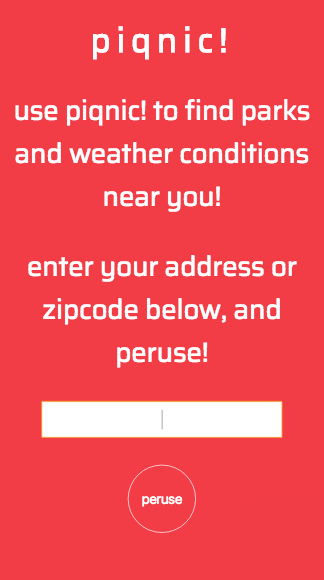 piqnic!
use piqnic! to find parks
and weather conditions
near you!
enter your address or
zipcode below, and
peruse!
peruse